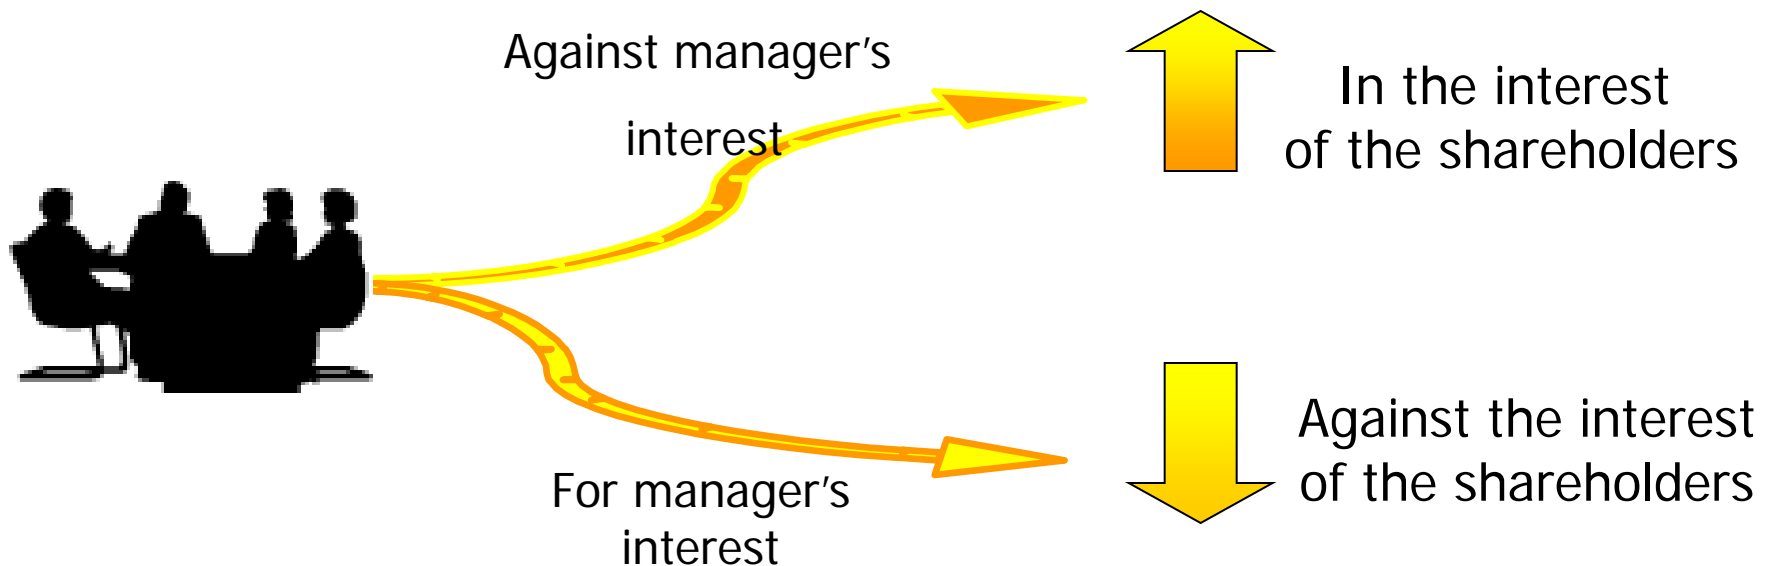 Against manager's
interest
In the interest
of the shareholders
For manager's
interest
Against the interest
of the shareholders